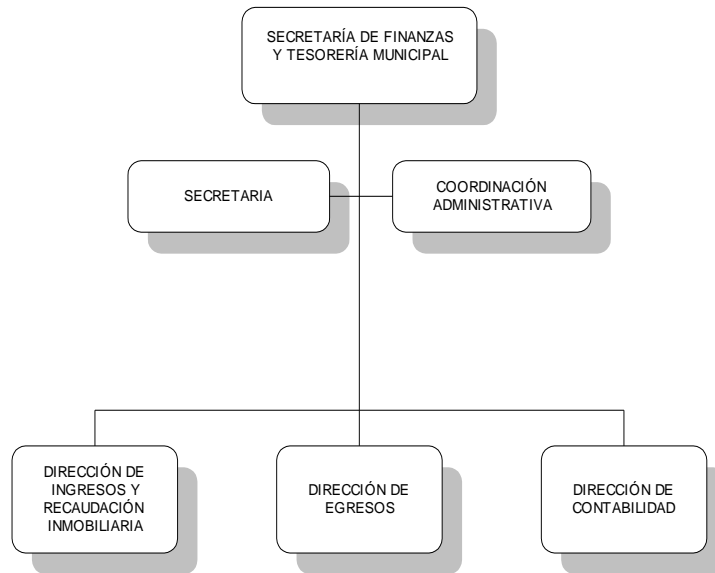 SECRETARÍA DE FINANZAS
Y TESORERÍA MUNICIPAL
SECRETARIA
COORDINACIÓN
ADMINISTRATIVA
DIRECCIÓN DE
INGRESOS Y
RECAUDACIÓN
INMOBILIARIA
DIRECCIÓN DE
EGRESOS
DIRECCIÓN DE
CONTABILIDAD